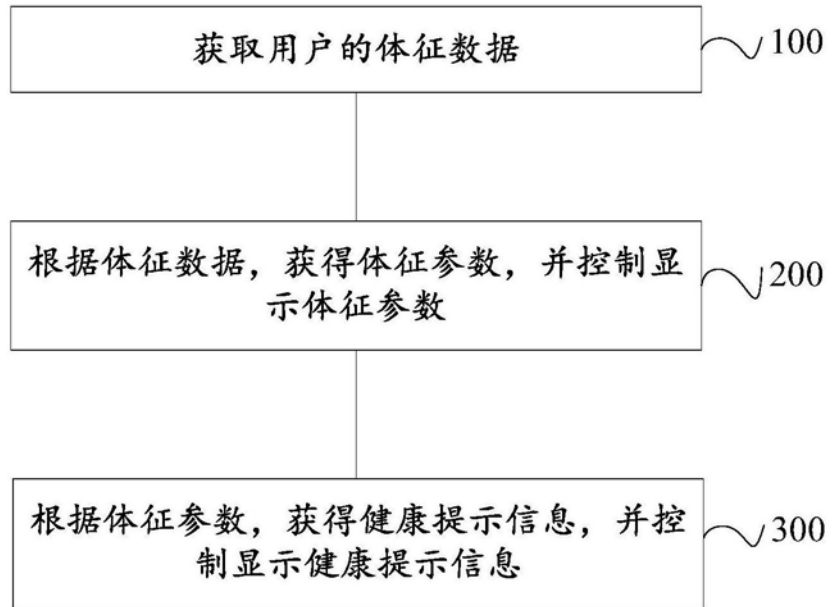 获取用户的体征数据
100
根据体征数据，获得体征参数，并控制显
示体征参数
200
根据体征参数，获得健康提示信息，并控
制显示健康提示信息
300